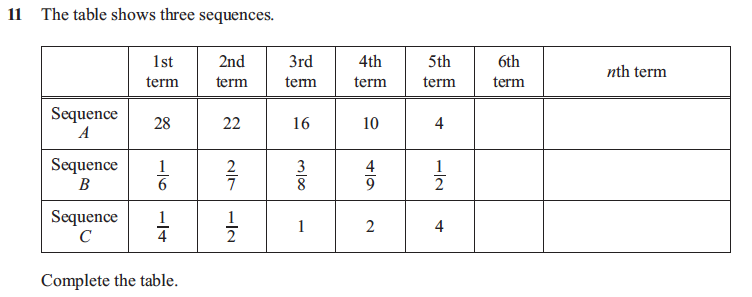 11 The table shows three sequences.
1st term 2nd term 3rd term 4th term 5th term 6th term nth term
Sequence A 28 22 16 10 4
Sequence B 1/6 2/7 3/8 4/9 1/2
Sequence C 1/4 1/2 1 2 4
Complete the table.